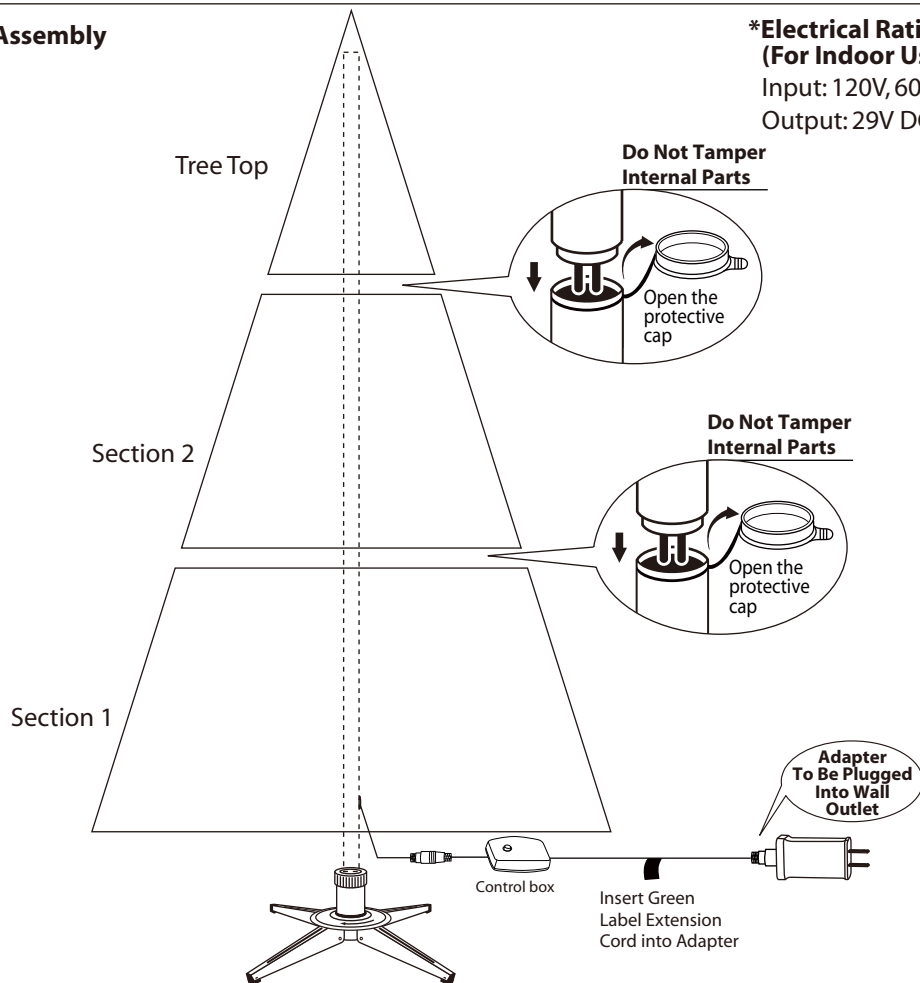 Assembly
*Electrical Rati
(For Indoor Us
Input: 120V, 60
Output: 29V DC
Tree Top
Do Not Tamper
Internal Parts
Open the
protective
cap
Section 2
Do Not Tamper
Internal Parts
Open the
protective
cap
Section 1
Adapter
To Be Plugged
Into Wall
Outlet
Control box
Insert Green
Label Extension
Cord into Adapter